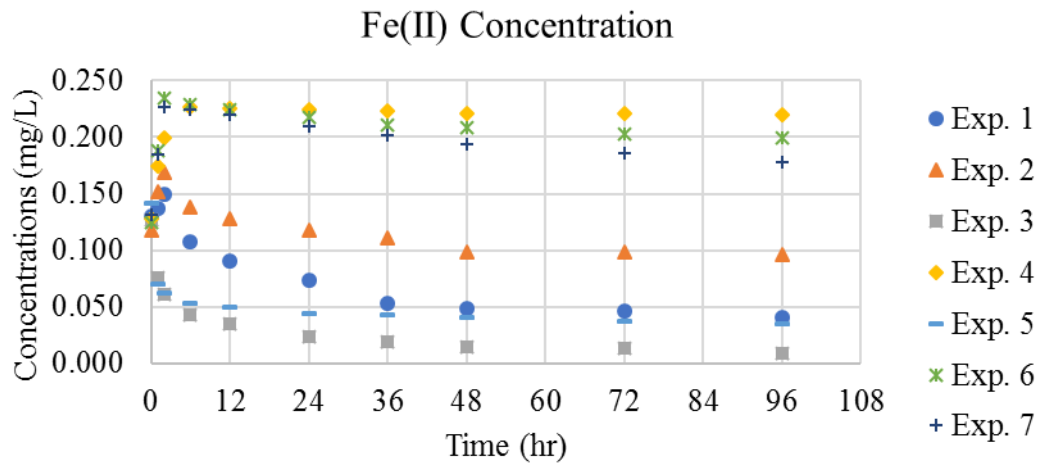 Fe(II) Concentration
Concentrations (mg/L)
0.250
0.200
0.150
0.100
0.050
0.000
0 12 24 36 48 60 72 84 96 108
Time (hr)
Exp. 1
Exp. 2
Exp. 3
Exp. 4
Exp. 5
Exp. 6
Exp. 7